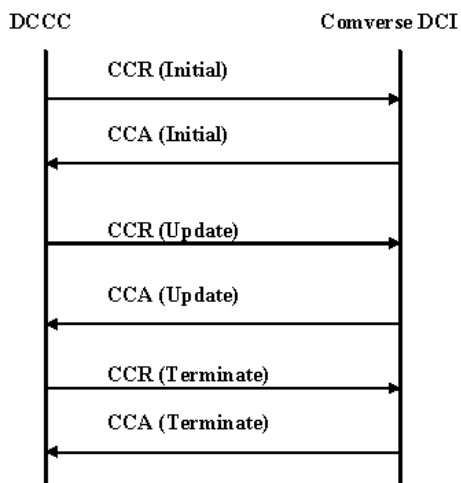 DCCC
Comverse DCI
CCR (Initial)
CCA (Initial)
CCR (Update)
CCA (Update)
CCR (Terminate)
CCA (Terminate)